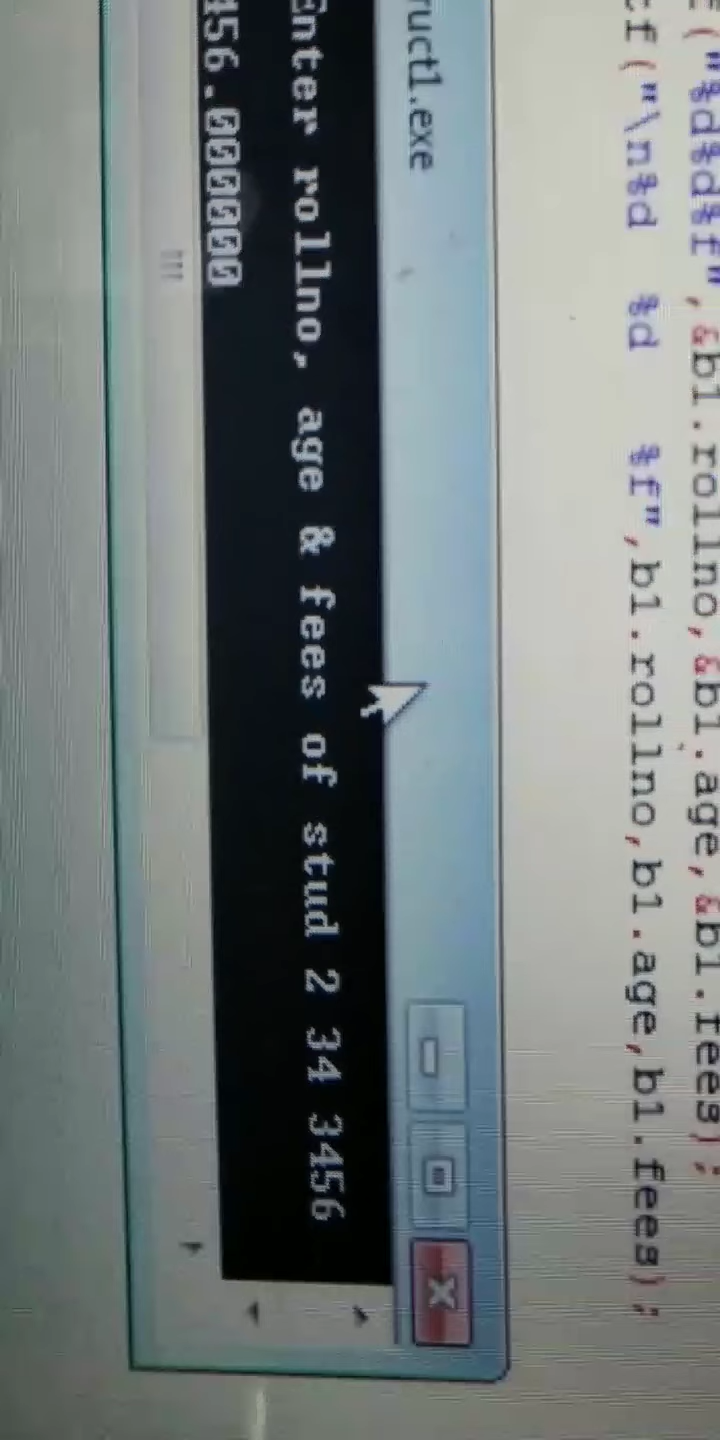 ("%d%d%f",&b1.rollno,&b1.age,&b1.fees);
tf("\n%d %d %f",b1.rollno,b1.age,b1.fees);
ruct1.exe
Enter rollno, age & fees of stud 2 34 3456
456.000000